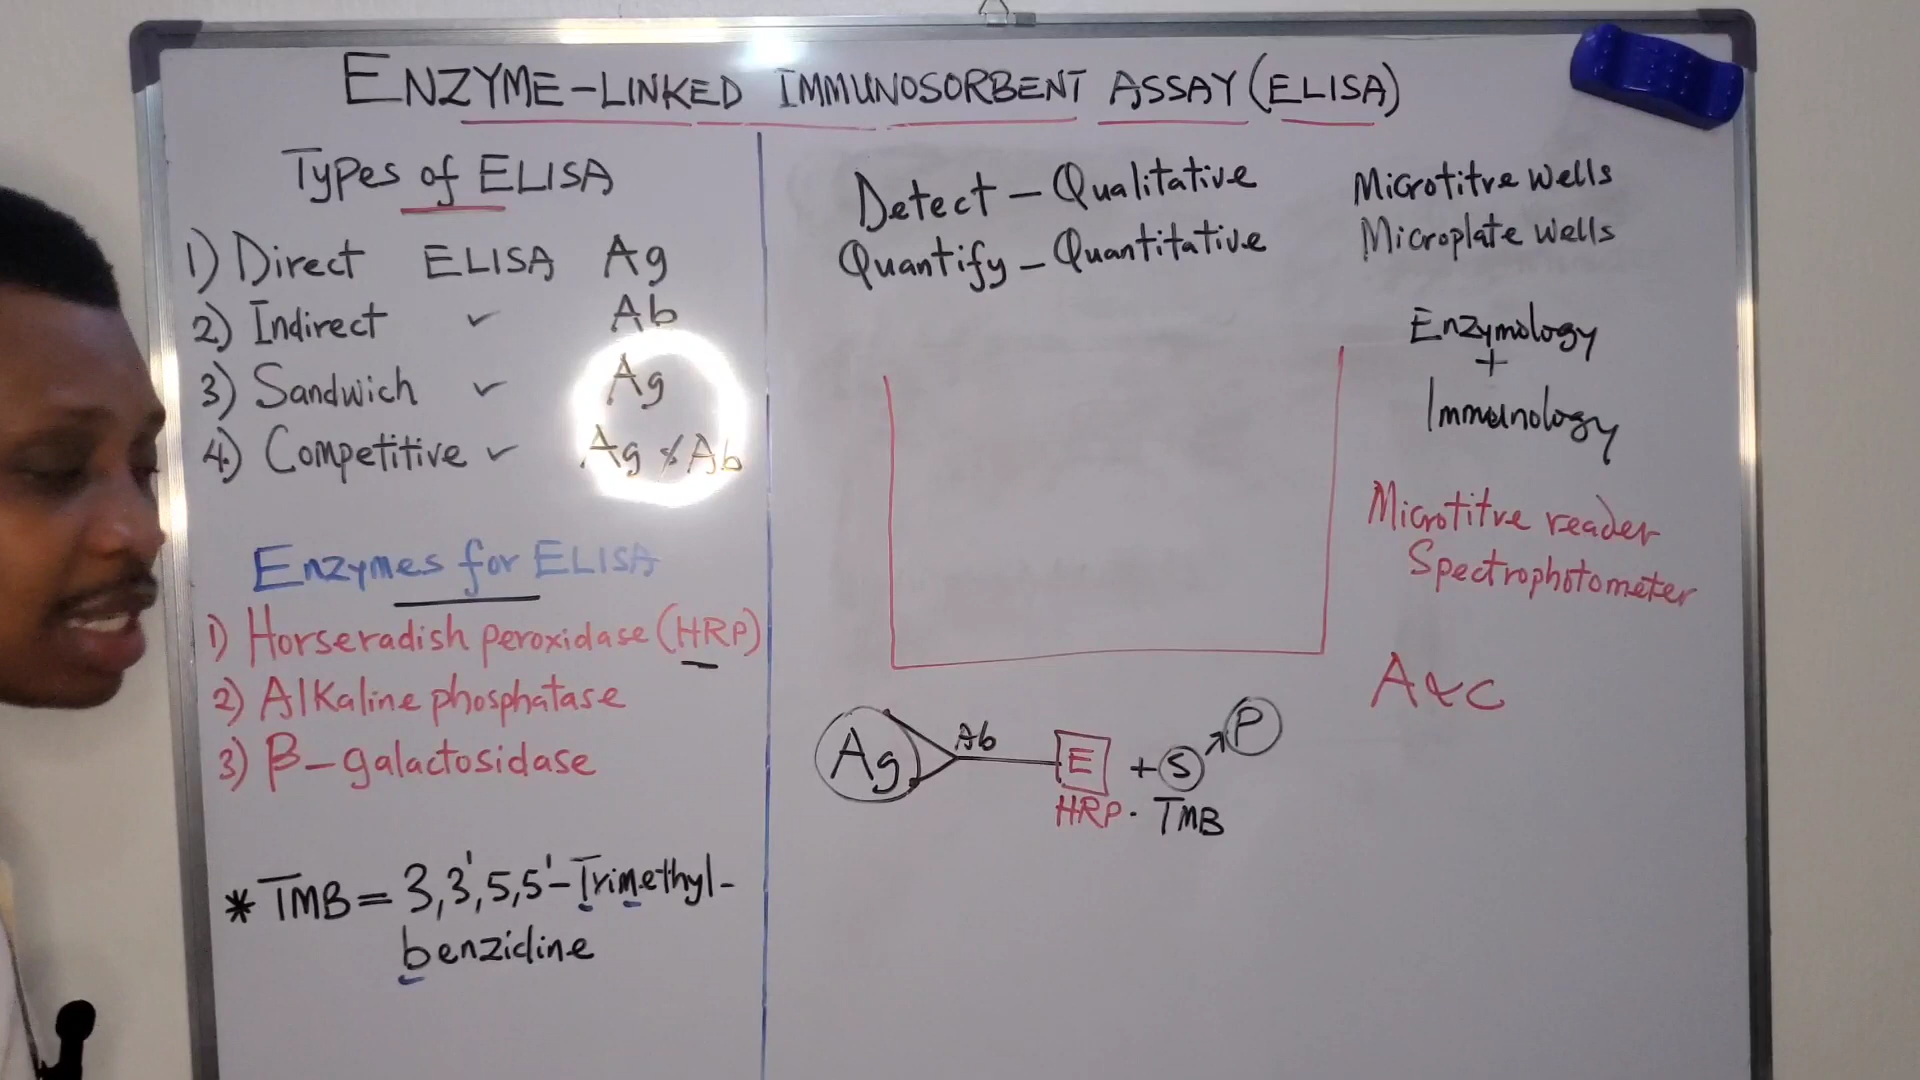 ENZYME-LINKED IMMUNOSORBENT ASSAY (ELISA)
Types of ELISA
1) Direct ELISA Ag
2) Indirect ✓ Ab
3) Sandwich ✓ Ag
4) Competitive ✓ Ag & Ab
Enzymes for ELISA
1) Horseradish peroxidase (HRP)
2) Alkaline phosphatase
3) β-galactosidase
* TMB = 3,3',5,5'-Trimethyl-
benzidine
Detect - Qualitative
Quantify - Quantitative
Microtitre wells
Microplate wells
Enzymology
+
Immunology
Microtitre reader
Spectrophotometer
A α C
Ag Ab E + S ↗ P
HRP · TMB